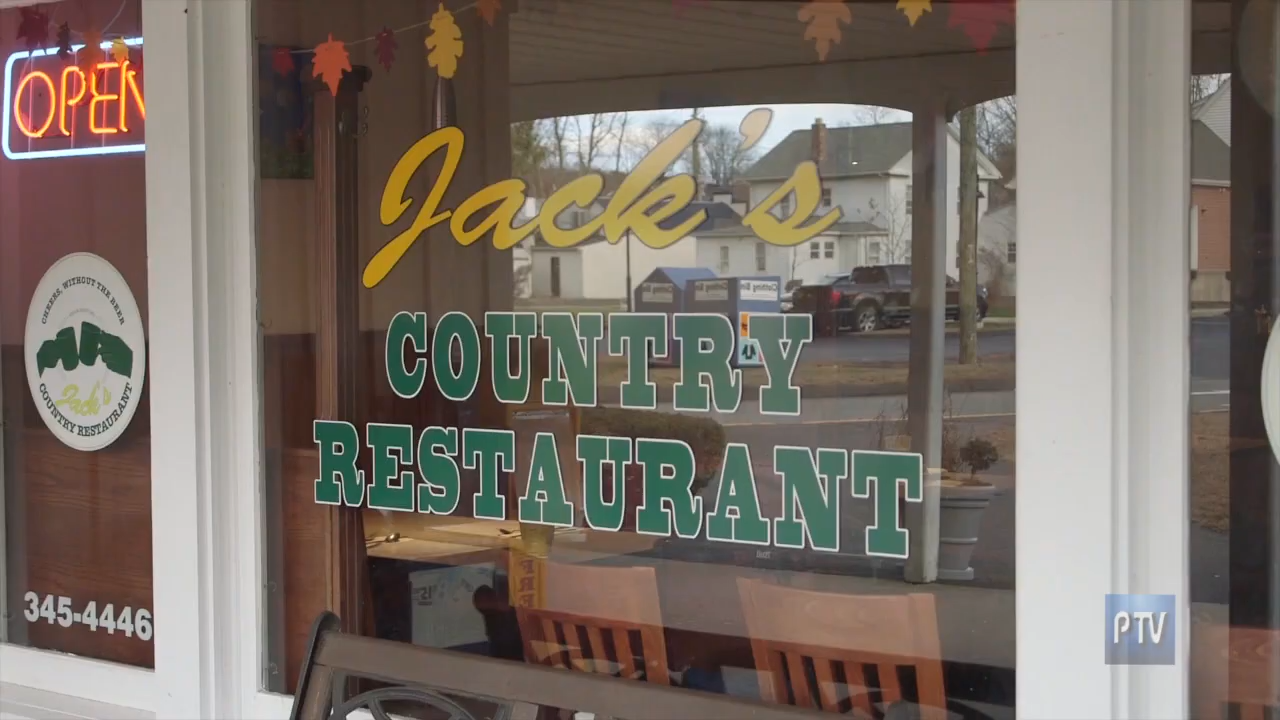 OPEN
CHEERS, WITHOUT THE BEER
Jack's
COUNTRY RESTAURANT
345-4446
Jack's
COUNTRY
RESTAURANT
PTV